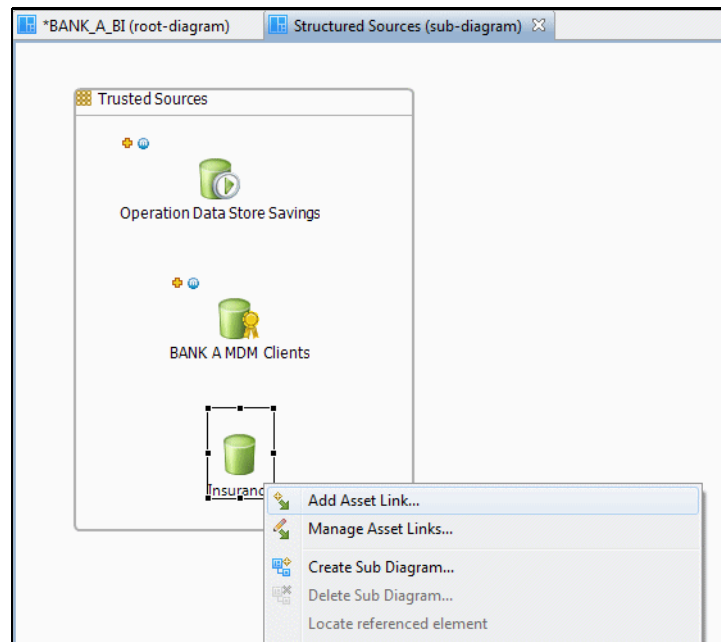 *BANK_A_BI (root-diagram) Structured Sources (sub-diagram)
Trusted Sources
Operation Data Store Savings
BANK A MDM Clients
Add Asset Link...
Manage Asset Links...
Create Sub Diagram...
Delete Sub Diagram...
Locate referenced element